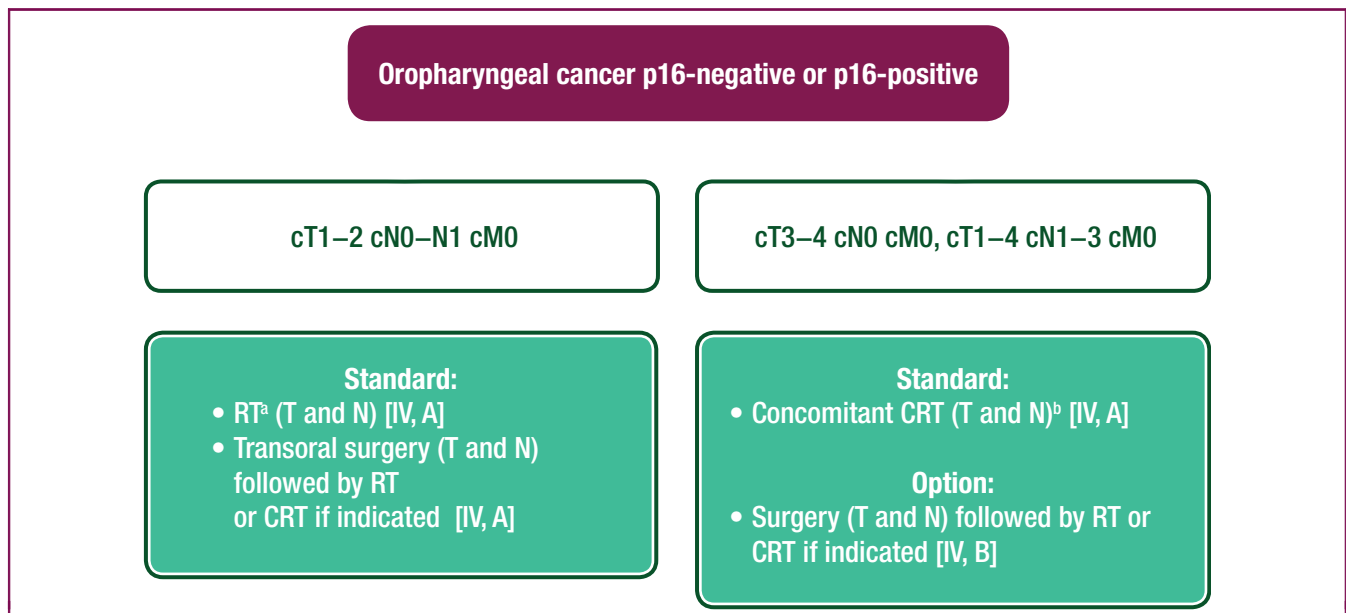 Oropharyngeal cancer p16-negative or p16-positive
cT1–2 cN0–N1 cM0
cT3–4 cN0 cM0, cT1–4 cN1–3 cM0
Standard:
• RTᵃ (T and N) [IV, A]
• Transoral surgery (T and N)
followed by RT
or CRT if indicated [IV, A]
Standard:
• Concomitant CRT (T and N)ᵇ [IV, A]
Option:
• Surgery (T and N) followed by RT or
CRT if indicated [IV, B]